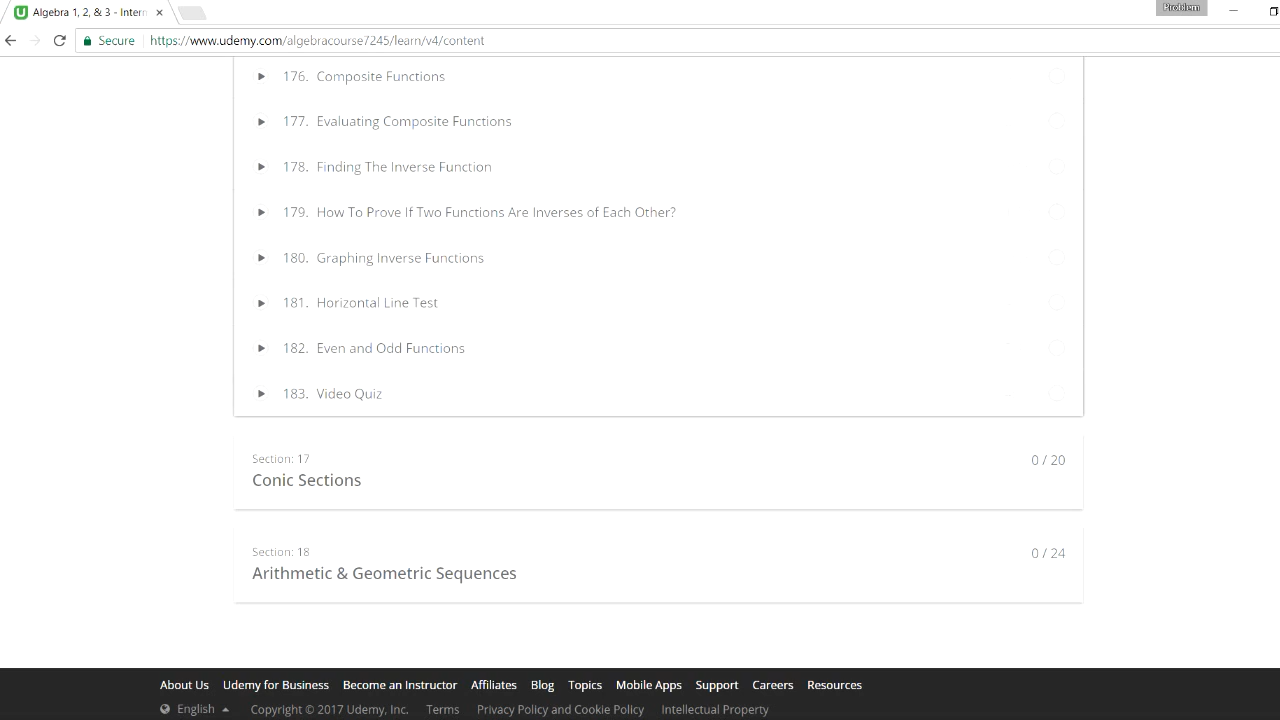 Algebra 1, 2, & 3 - Intern
Problem
Secure https://www.udemy.com/algebracourse7245/learn/v4/content
176. Composite Functions
177. Evaluating Composite Functions
178. Finding The Inverse Function
179. How To Prove If Two Functions Are Inverses of Each Other?
180. Graphing Inverse Functions
181. Horizontal Line Test
182. Even and Odd Functions
183. Video Quiz
Section: 17
Conic Sections
0 / 20
Section: 18
Arithmetic & Geometric Sequences
0 / 24
About Us Udemy for Business Become an Instructor Affiliates Blog Topics Mobile Apps Support Careers Resources
English Copyright © 2017 Udemy, Inc. Terms Privacy Policy and Cookie Policy Intellectual Property